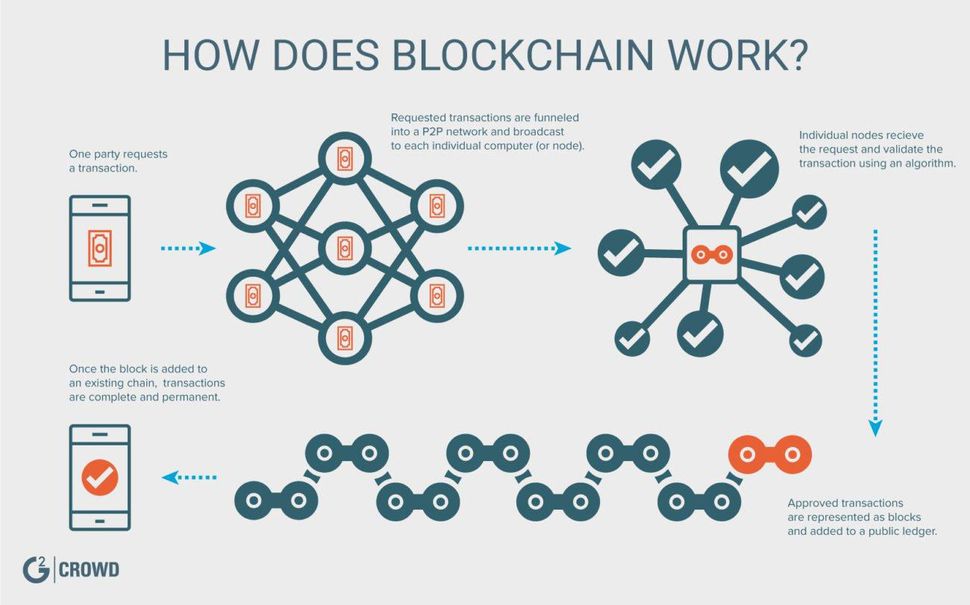 HOW DOES BLOCKCHAIN WORK?
One party requests
a transaction.
Requested transactions are funneled
into a P2P network and broadcast
to each individual computer (or node).
Individual nodes recieve
the request and validate the
transaction using an algorithm.
Approved transactions
are represented as blocks
and added to a public ledger.
Once the block is added to
an existing chain, transactions
are complete and permanent.
G2 | CROWD